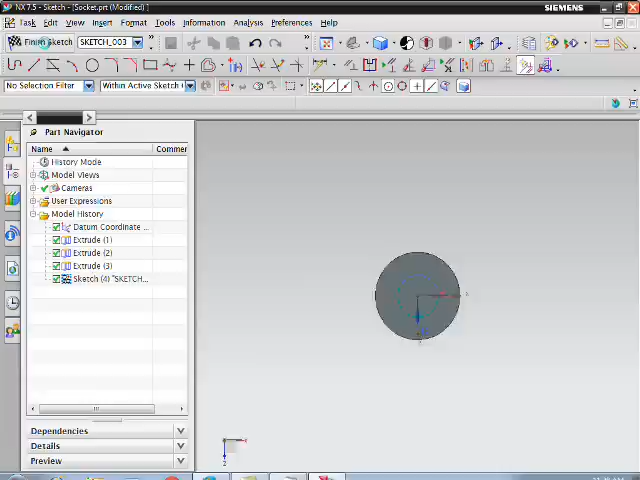 NX 7.5 - Sketch - [Socket.prt (Modified) ]
SIEMENS
Task Edit View Insert Format Tools Information Analysis Preferences Help
Finish Sketch SKETCH_003
No Selection Filter Within Active Sketch
Part Navigator
Name Commer
History Mode
Model Views
Cameras
User Expressions
Model History
Datum Coordinate ...
Extrude (1)
Extrude (2)
Extrude (3)
Sketch (4) "SKETCH...
Dependencies
Details
Preview